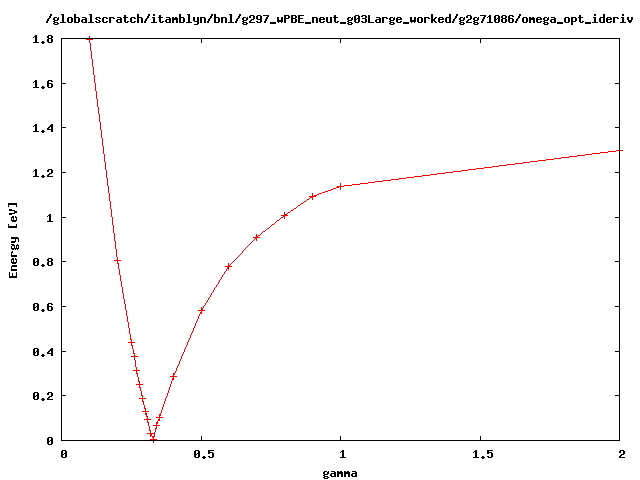 /globalscratch/itamblyn/bnl/g297_wPBE_neut_g03Large_worked/g2g71086/omega_opt_ideriv
1.8
1.6
1.4
1.2
1
0.8
0.6
0.4
0.2
0
Energy [eV]
0 0.5 1 1.5 2
gamma